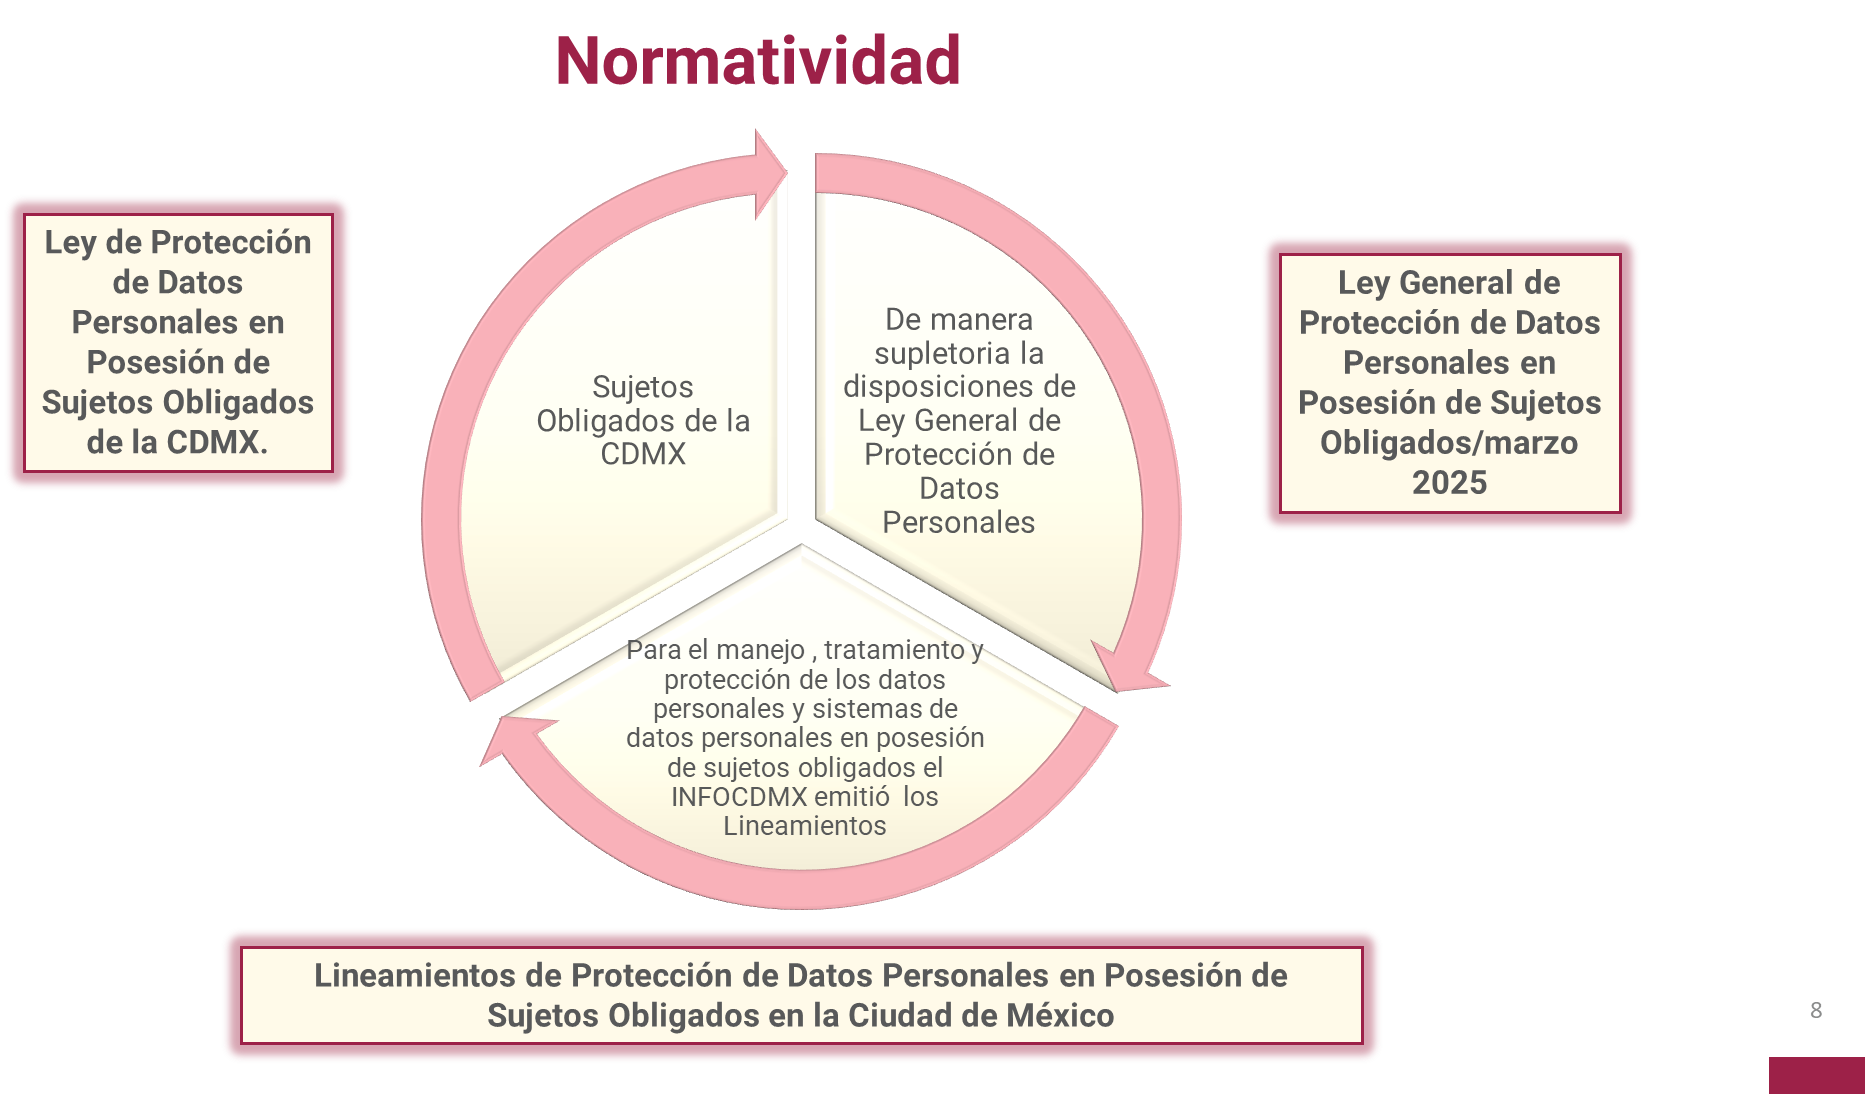 Normatividad
Ley de Protección
de Datos
Personales en
Posesión de
Sujetos Obligados
de la CDMX.
Sujetos
Obligados de la
CDMX
De manera
supletoria la
disposiciones de
Ley General de
Protección de
Datos
Personales
Ley General de
Protección de Datos
Personales en
Posesión de Sujetos
Obligados/marzo
2025
Para el manejo , tratamiento y
protección de los datos
personales y sistemas de
datos personales en posesión
de sujetos obligados el
INFOCDMX emitió  los
Lineamientos
Lineamientos de Protección de Datos Personales en Posesión de
Sujetos Obligados en la Ciudad de México
8